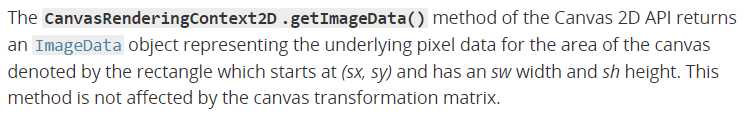 The CanvasRenderingContext2D.getImageData() method of the Canvas 2D API returns
an ImageData object representing the underlying pixel data for the area of the canvas
denoted by the rectangle which starts at (sx, sy) and has an sw width and sh height. This
method is not affected by the canvas transformation matrix.